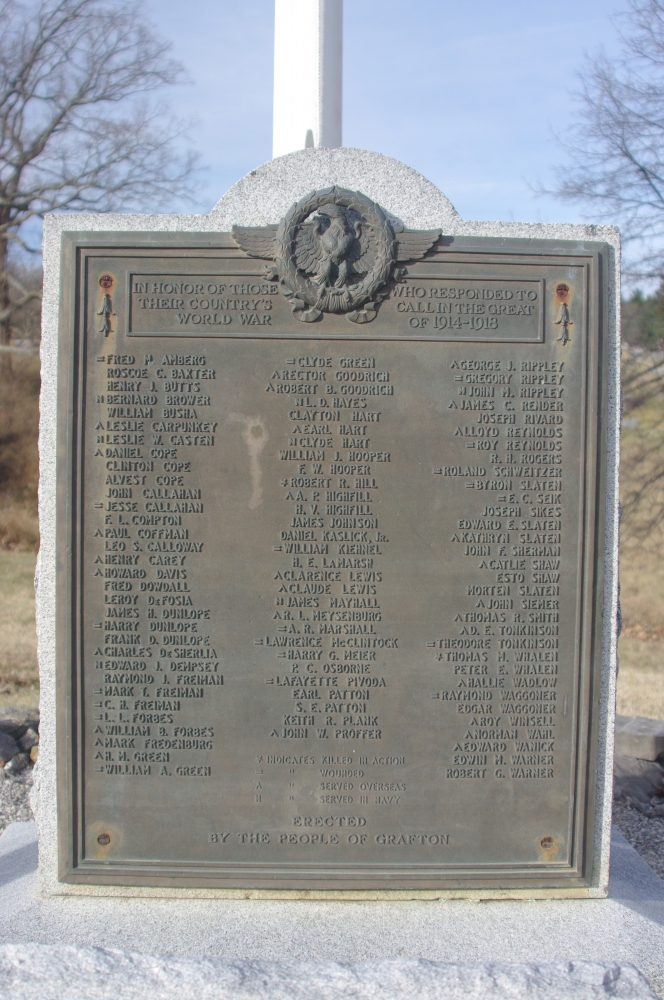 IN HONOR OF THOSE WHO RESPONDED TO
THEIR COUNTRY'S CALL IN THE GREAT
WORLD WAR OF 1914-1918
=FRED M AMBERG
ROSCOE C. BAXTER
HENRY J. BUTTS
N BERNARD BROWER
WILLIAM BUSHA
A LESLIE CARPUNKEY
N LESLIE W. CASTEN
A DANIEL COPE
CLINTON COPE
ALVEST COPE
JOHN CALLAHAN
=JESSE CALLAHAN
F. L. COMPTON
A PAUL COFFMAN
LEO S. CALLOWAY
A HENRY CAREY
A HOWARD DAVIS
FRED DOWDALL
LEROY DEFOSIA
JAMES H. DUNLOPE
=HARRY DUNLOPE
FRANK D. DUNLOPE
A CHARLES DESHERLIA
N EDWARD J. DEMPSEY
RAYMOND J. FREIMAN
=MARK T. FREIMAN
=C. H. FREIMAN
=L. L. FORBES
A WILLIAM B. FORBES
A MARK FREDENBURG
A H. M. GREEN
=WILLIAM A. GREEN
=CLYDE GREEN
A RECTOR GOODRICH
A ROBERT B. GOODRICH
N L. D. HAYES
CLAYTON HART
A EARL HART
N CLYDE HART
WILLIAM J. HOOPER
F. W. HOOPER
*ROBERT R. HILL
A A. P. HIGHFILL
H. V. HIGHFILL
JAMES JOHNSON
DANIEL KASLICK, JR.
=WILLIAM KIEHNEL
H. E. LAMARSH
A CLARENCE LEWIS
A CLAUDE LEWIS
N JAMES MAYHALL
A R. L. MEYSENBURG
=A. R. MARSHALL
=LAWRENCE MCCLINTOCK
=HARRY G. MEIER
P. C. OSBORNE
=LAFAYETTE PIVODA
EARL PATTON
S. E. PATTON
KEITH R. PLANK
A JOHN W. PROFFER
A GEORGE J. RIPPLEY
=GREGORY RIPPLEY
N JOHN M. RIPPLEY
A JAMES C. RENDER
JOSEPH RIVARD
A LLOYD REYNOLDS
=ROY REYNOLDS
R. H. ROGERS
=ROLAND SCHWEITZER
=BYRON SLATEN
=E. C. SEIK
JOSEPH SIKES
EDWARD E. SLATEN
A KATHRYN SLATEN
JOHN F. SHERMAN
A CATLIE SHAW
ESTO SHAW
MORTEN SLATEN
A JOHN SIEMER
A THOMAS R. SMITH
A D. E. TONKINSON
=THEODORE TONKINSON
*THOMAS M. WHALEN
PETER E. WHALEN
A HALLIE WADLOW
=RAYMOND WAGGONER
EDGAR WAGGONER
A ROY WINSELL
A NORMAN WAHL
A EDWARD WANICK
EDWIN M. WARNER
ROBERT G. WARNER
* INDICATES KILLED IN ACTION
= " WOUNDED
A " SERVED OVERSEAS
N " SERVED IN NAVY
ERECTED
BY THE PEOPLE OF GRAFTON